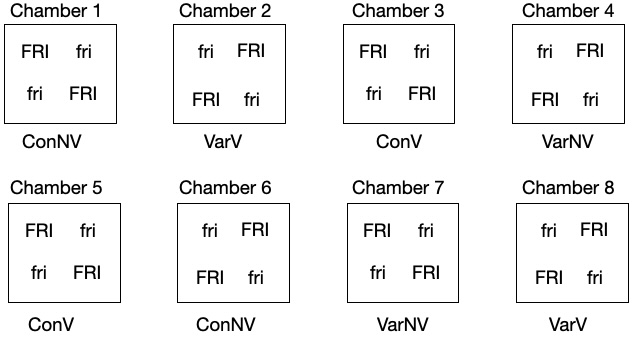 Chamber 1 Chamber 2 Chamber 3 Chamber 4
FRI fri fri FRI FRI fri fri FRI
fri FRI FRI fri fri FRI FRI fri
ConNV VarV ConV VarNV
Chamber 5 Chamber 6 Chamber 7 Chamber 8
FRI fri fri FRI FRI fri fri FRI
fri FRI FRI fri fri FRI FRI fri
ConV ConNV VarNV VarV